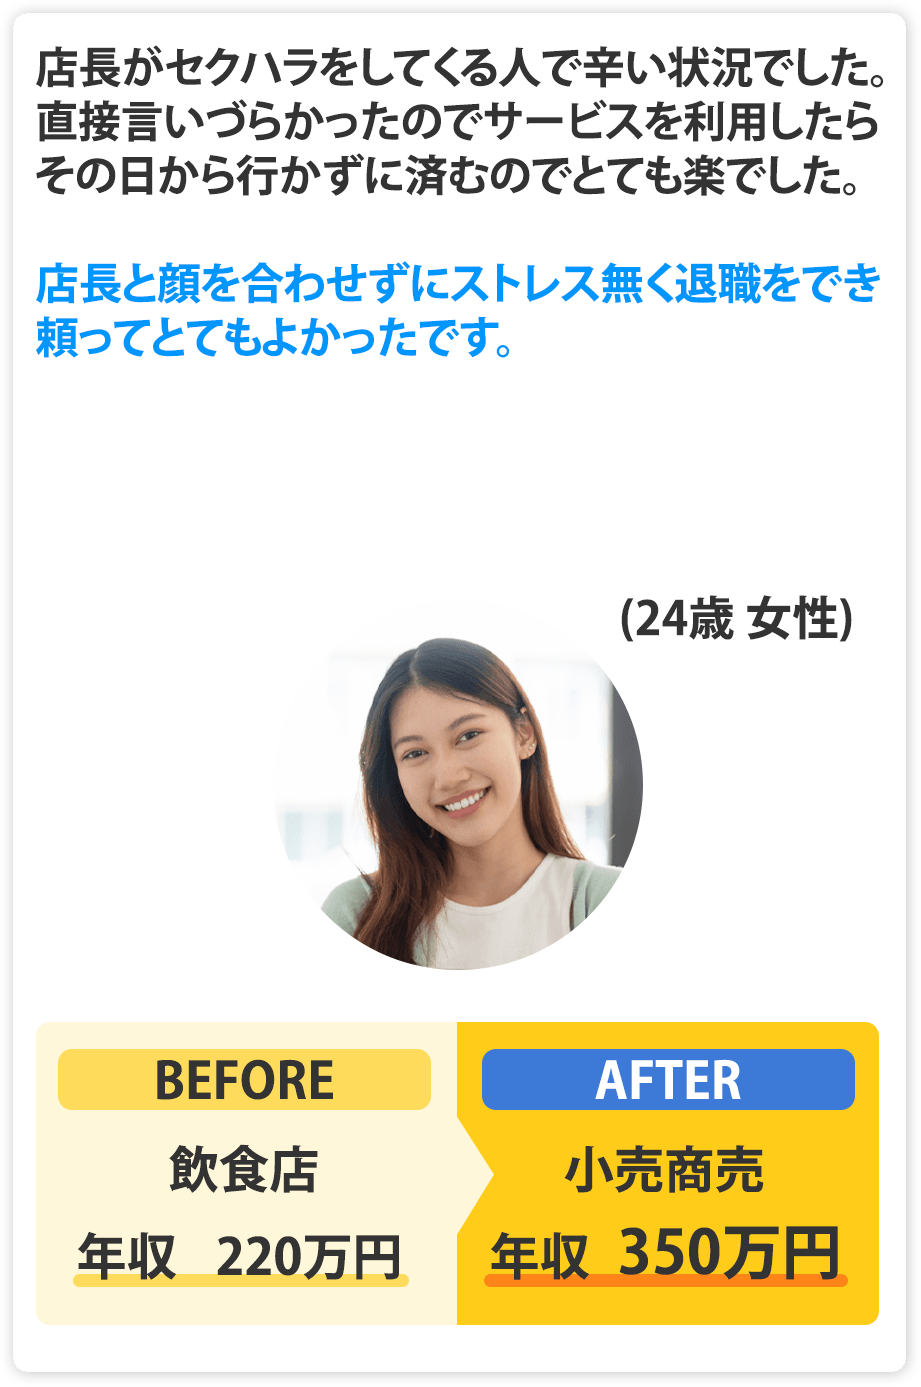 店長がセクハラをしてくる人で辛い状況でした。
直接言いづらかったのでサービスを利用したら
その日から行かずに済むのでとても楽でした。
店長と顔を合わせずにストレス無く退職をでき
頼ってとてもよかったです。
(24歳 女性)
BEFORE
飲食店
年収 220万円
AFTER
小売商売
年収 350万円